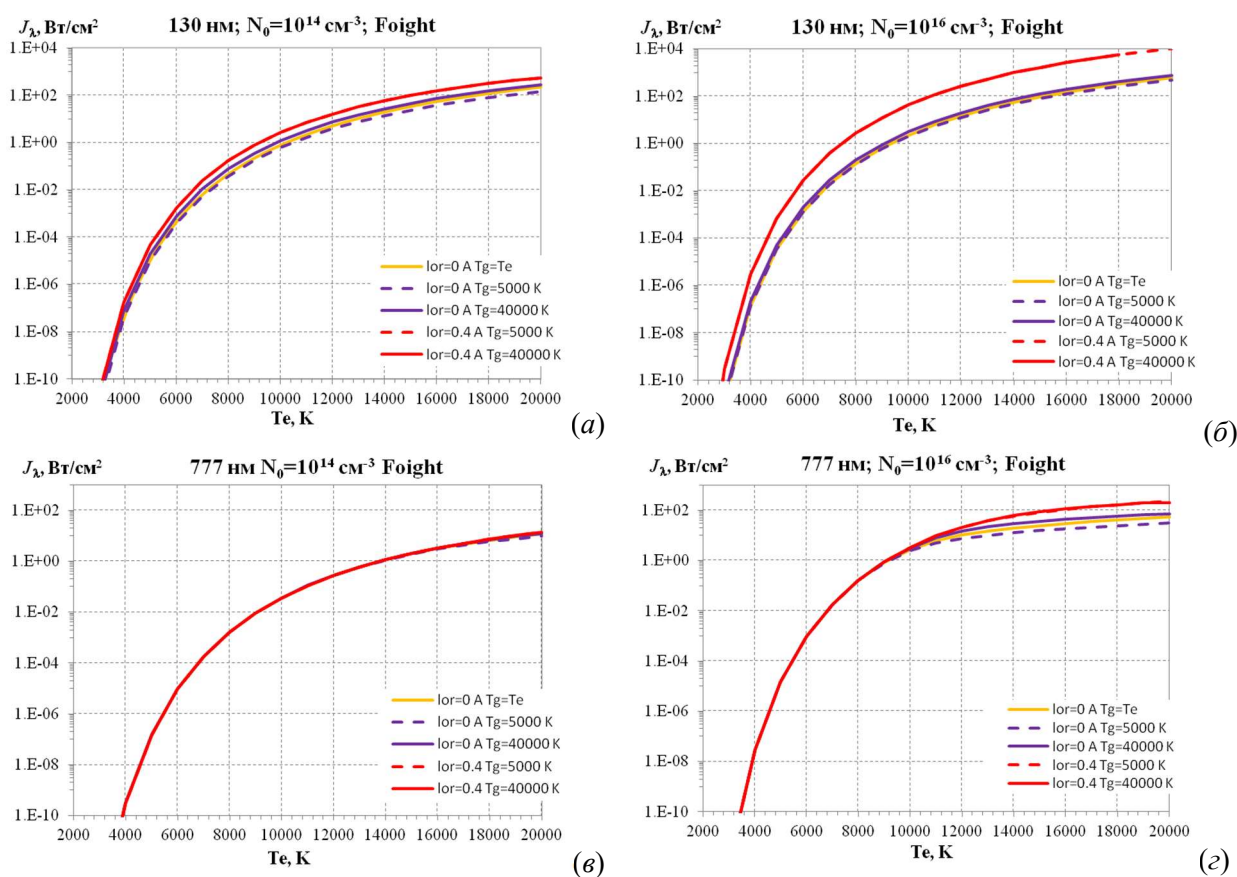 J_λ, Вт/см²
130 нм; N₀=10¹⁴ см⁻³; Foight
1.E+04
1.E+02
1.E+00
1.E-02
1.E-04
1.E-06
1.E-08
1.E-10
lor=0 A Tg=Te
lor=0 A Tg=5000 K
lor=0 A Tg=40000 K
lor=0.4 A Tg=5000 K
lor=0.4 A Tg=40000 K
2000 4000 6000 8000 10000 12000 14000 16000 18000 20000
Te, K
(а)
J_λ, Вт/см²
130 нм; N₀=10¹⁶ см⁻³; Foight
1.E+04
1.E+02
1.E+00
1.E-02
1.E-04
1.E-06
1.E-08
1.E-10
lor=0 A Tg=Te
lor=0 A Tg=5000 K
lor=0 A Tg=40000 K
lor=0.4 A Tg=5000 K
lor=0.4 A Tg=40000 K
2000 4000 6000 8000 10000 12000 14000 16000 18000 20000
Te, K
(б)
J_λ, Вт/см²
777 нм N₀=10¹⁴ см⁻³ Foight
1.E+02
1.E+00
1.E-02
1.E-04
1.E-06
1.E-08
1.E-10
lor=0 A Tg=Te
lor=0 A Tg=5000 K
lor=0 A Tg=40000 K
lor=0.4 Tg=5000 K
lor=0.4 Tg=40000 K
2000 4000 6000 8000 10000 12000 14000 16000 18000 20000
Te, K
(в)
J_λ, Вт/см²
777 нм; N₀=10¹⁶ см⁻³; Foight
1.E+02
1.E+00
1.E-02
1.E-04
1.E-06
1.E-08
1.E-10
lor=0 A Tg=Te
lor=0 A Tg=5000 K
lor=0 A Tg=40000 K
lor=0.4 Tg=5000 K
lor=0.4 A Tg=40000 K
2000 4000 6000 8000 10000 12000 14000 16000 18000 20000
Te, K
(г)